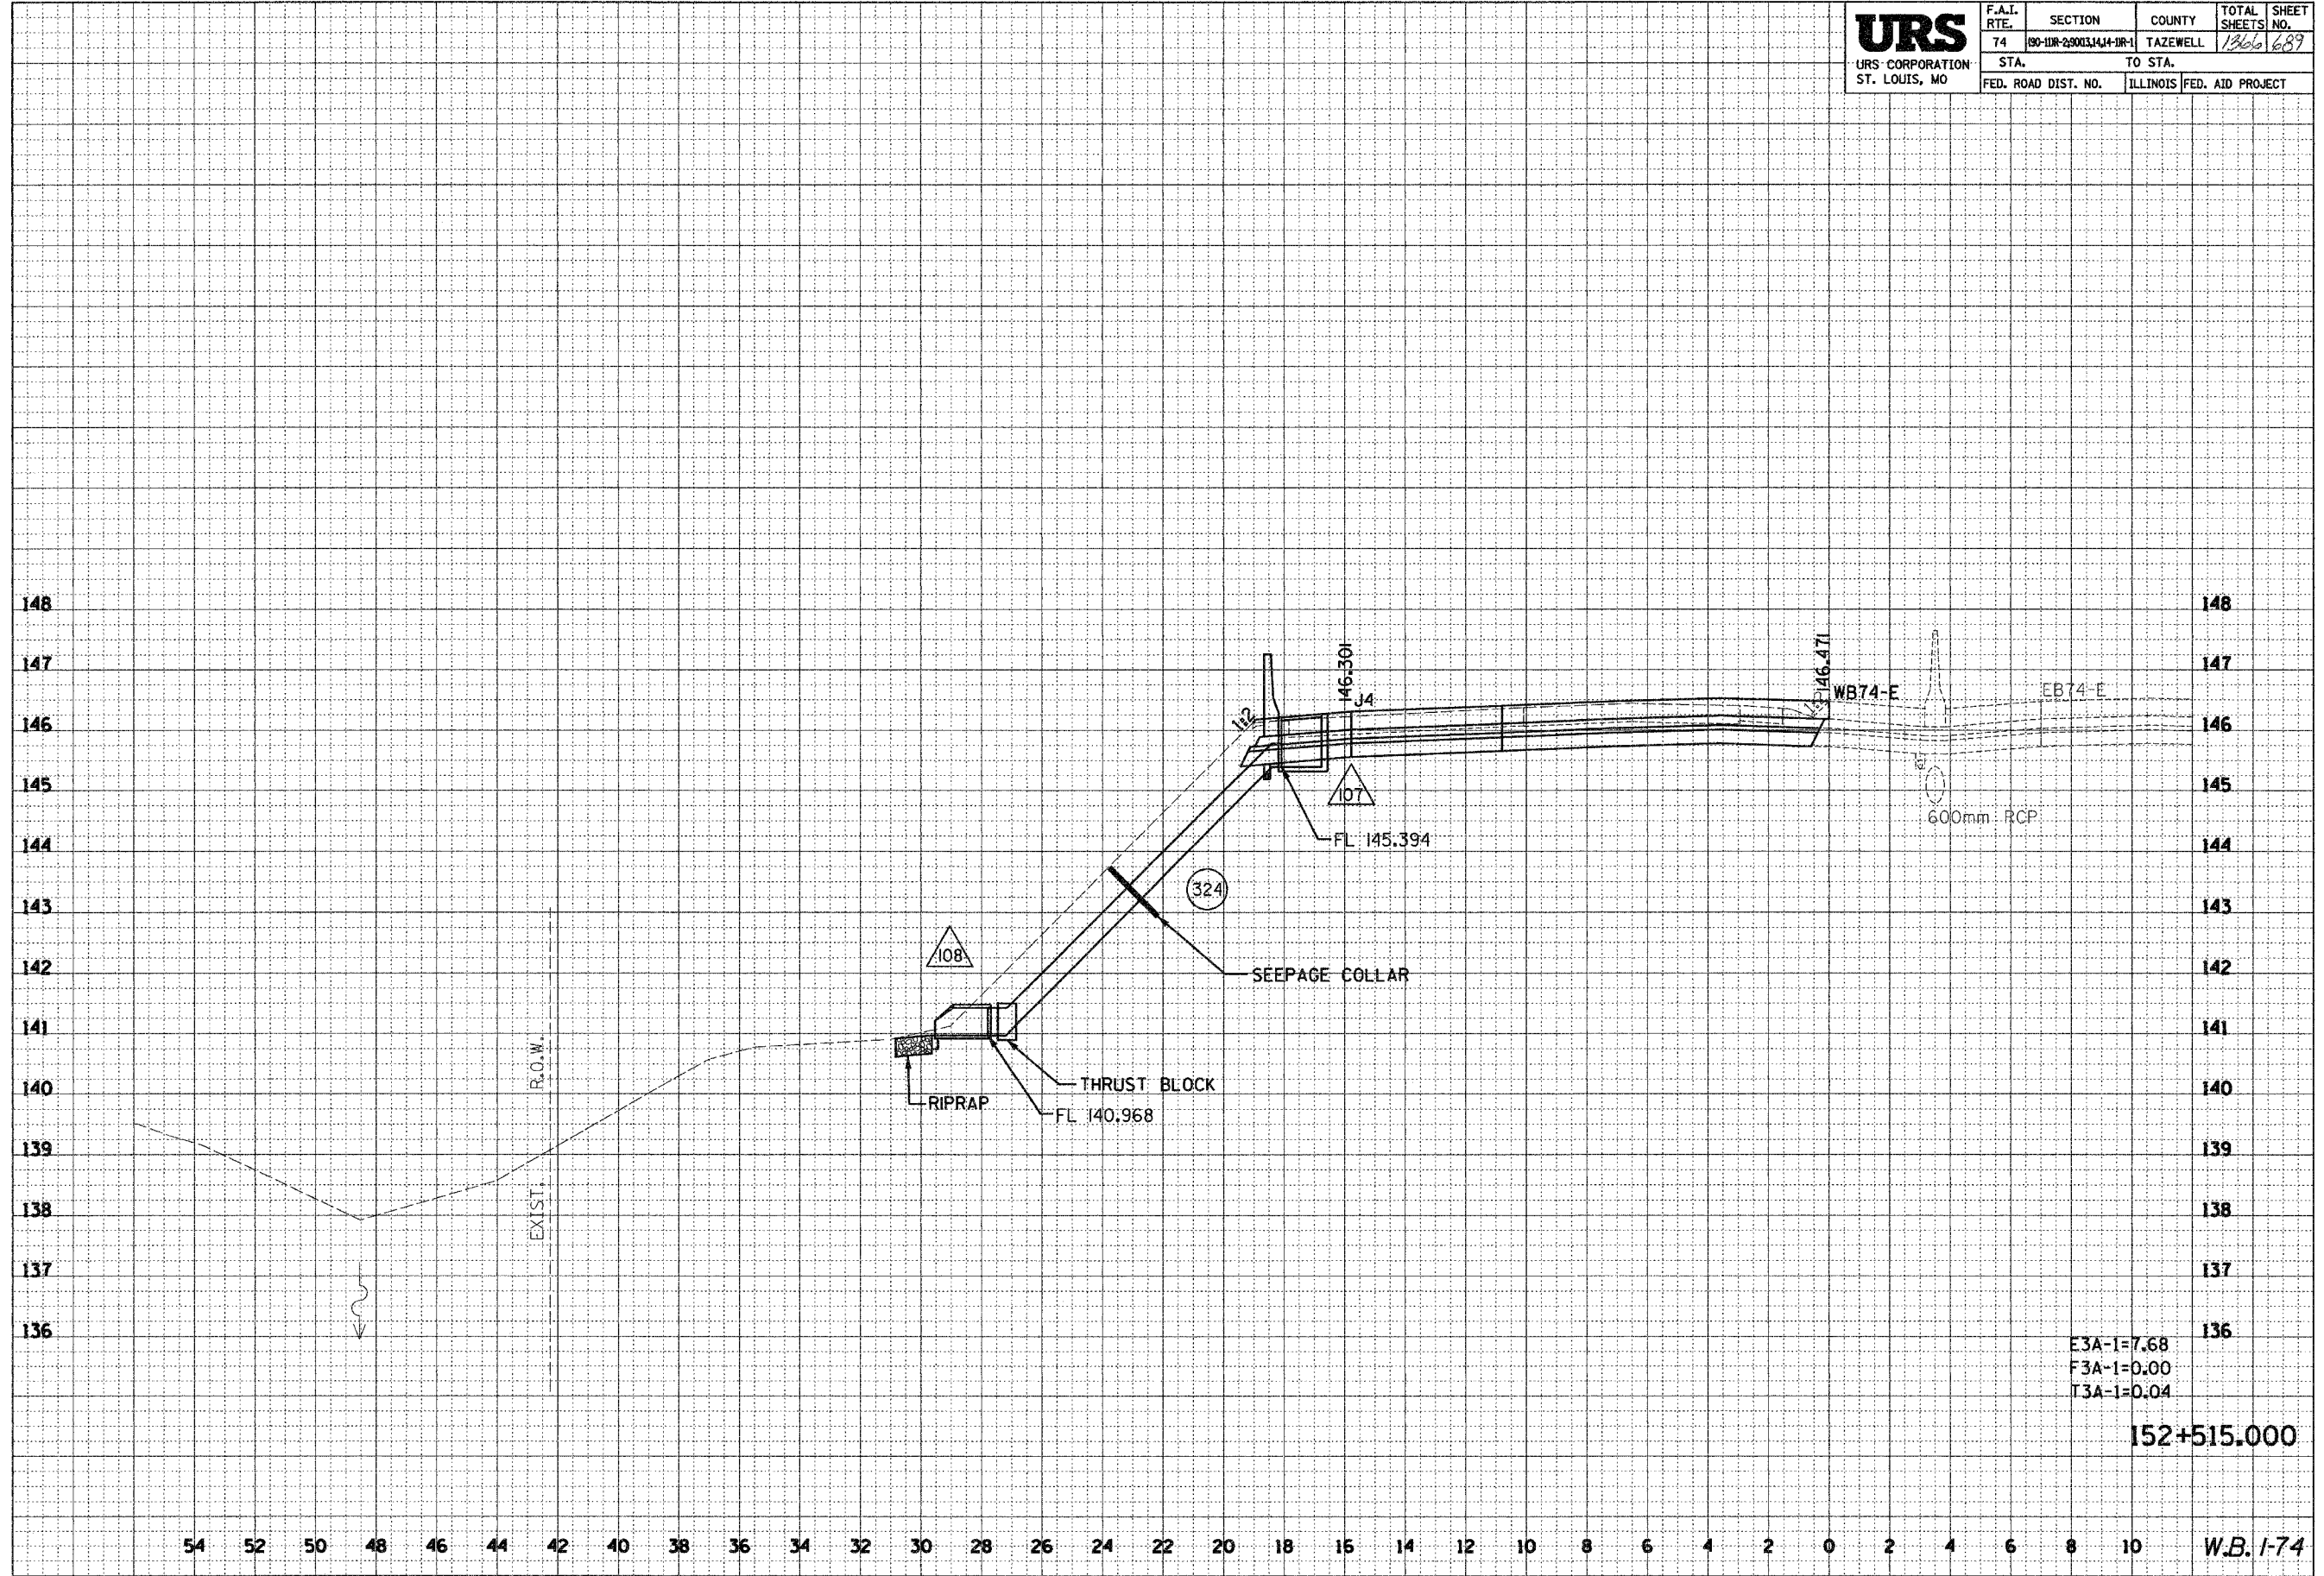 URS
URS CORPORATION
ST. LOUIS, MO
F.A.I. RTE.
SECTION
COUNTY
TOTAL SHEETS
SHEET NO.
74
TAZEWELL
1366
689
STA. TO STA.
FED. ROAD DIST. NO.
ILLINOIS
FED. AID PROJECT
148
148
147
147
146
146
145
145
144
144
143
143
142
142
141
141
140
140
139
139
138
138
137
137
136
136
1:2
146.301
J4
146.471
WB74-E
EB74-E
107
FL 145.394
600mm RCP
324
108
SEEPAGE COLLAR
THRUST BLOCK
RIPRAP
FL 140.968
EXIST. R.O.W.
E3A-1=7.68
F3A-1=0.00
T3A-1=0.04
152+515.000
54 52 50 48 46 44 42 40 38 36 34 32 30 28 26 24 22 20 18 16 14 12 10 8 6 4 2 0 2 4 6 8 10
W.B. I-74